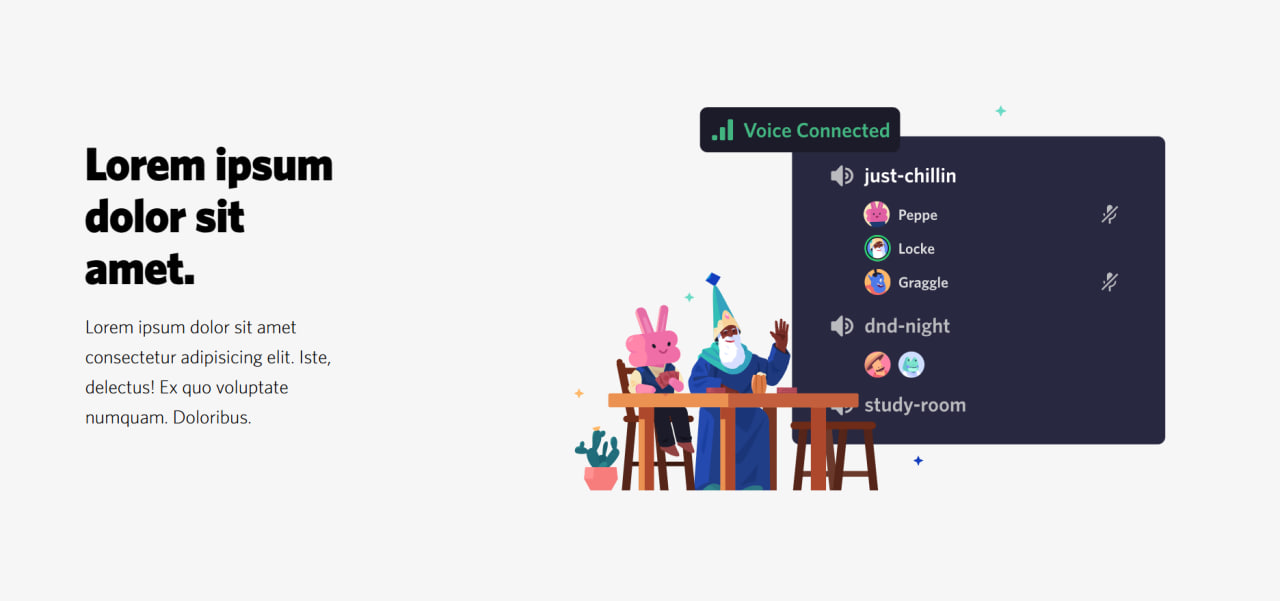 Lorem ipsum
dolor sit
amet.
Lorem ipsum dolor sit amet
consectetur adipisicing elit. Iste,
delectus! Ex quo voluptate
numquam. Doloribus.
Voice Connected
just-chillin
Peppe
Locke
Graggle
dnd-night
study-room